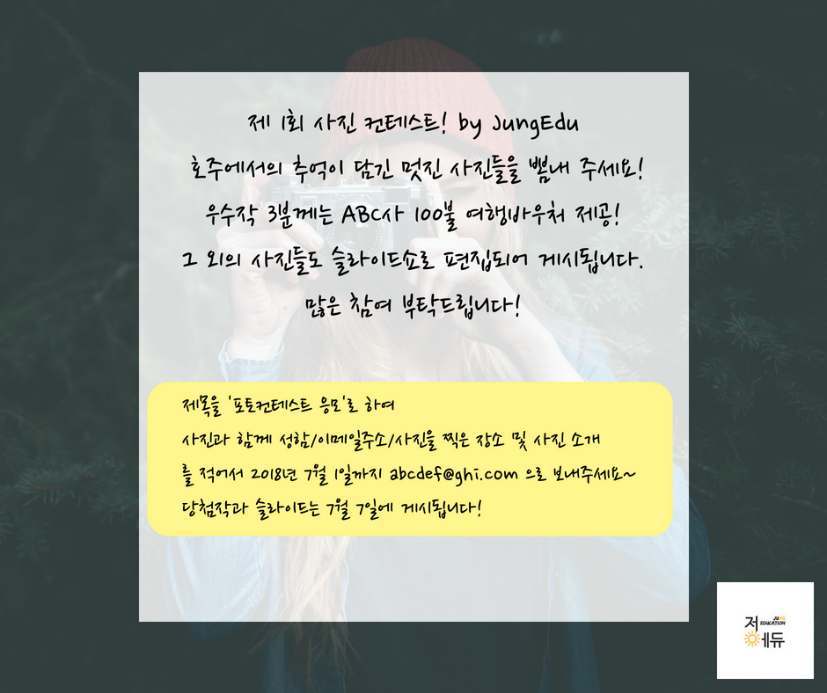 제 1회 사진 컨테스트! by JungEdu
호주에서의 추억이 담긴 멋진 사진들을 뽐내 주세요!
우수작 3분께는 ABC사 100불 여행바우처 제공!
그 외의 사진들도 슬라이드쇼로 편집되어 게시됩니다.
많은 참여 부탁드립니다!
제목을 '포토컨테스트 응모'로 하여
사진과 함께 성함/이메일주소/사진을 찍은 장소 및 사진 소개
를 적어서 2018년 7월 1일까지 abcdef@ghi.com 으로 보내주세요~
당첨작과 슬라이드는 7월 7일에 게시됩니다!
저 JUNG
EDUCATION
에듀